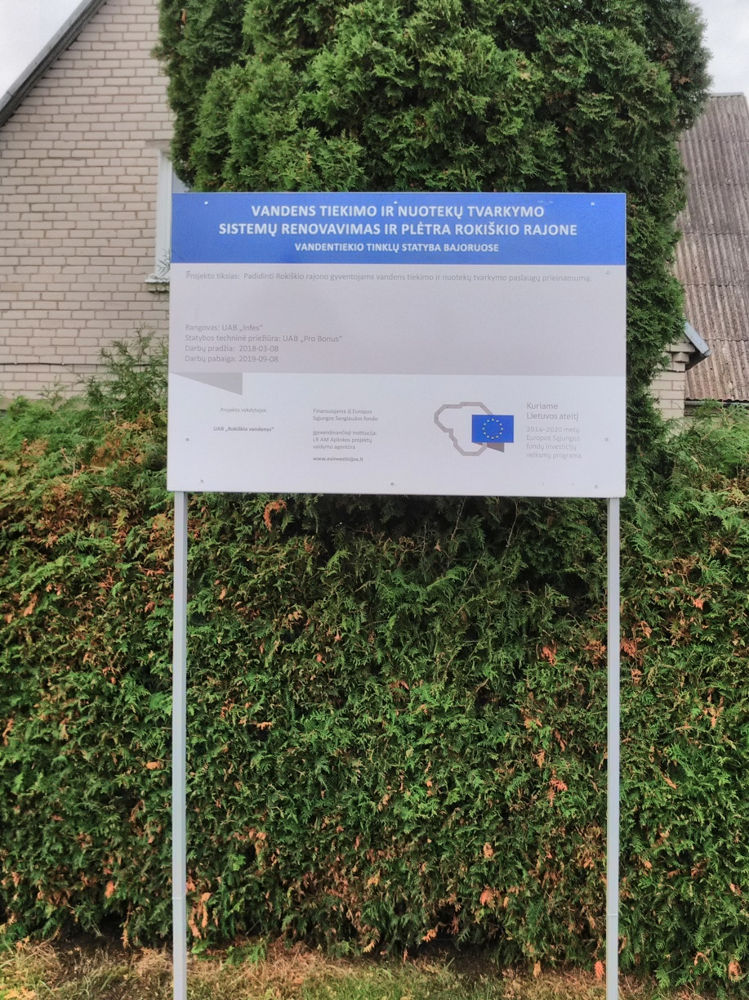 VANDENS TIEKIMO IR NUOTEKŲ TVARKYMO
SISTEMŲ RENOVAVIMAS IR PLĖTRA ROKIŠKIO RAJONE
VANDENTIEKIO TINKLŲ STATYBA BAJORUOSE
Projekto tikslas: Padidinti Rokiškio rajono gyventojams vandens tiekimo ir nuotekų tvarkymo paslaugų prieinamumą.
Rangovas: UAB „Infes"
Statybos techninė priežiūra: UAB „Pro Bonus"
Darbų pradžia: 2018-03-08
Darbų pabaiga: 2019-09-08
Projekto vykdytojas:
UAB „Rokiškio vandenys"
Finansuojama iš Europos
Sąjungos Sanglaudos fondo
Įgyvendinančioji institucija:
LR AM Aplinkos projektų
valdymo agentūra
www.esinvesticijos.lt
Kuriame
Lietuvos ateitį
2014–2020 metų
Europos Sąjungos
fondų investicijų
veiksmų programa